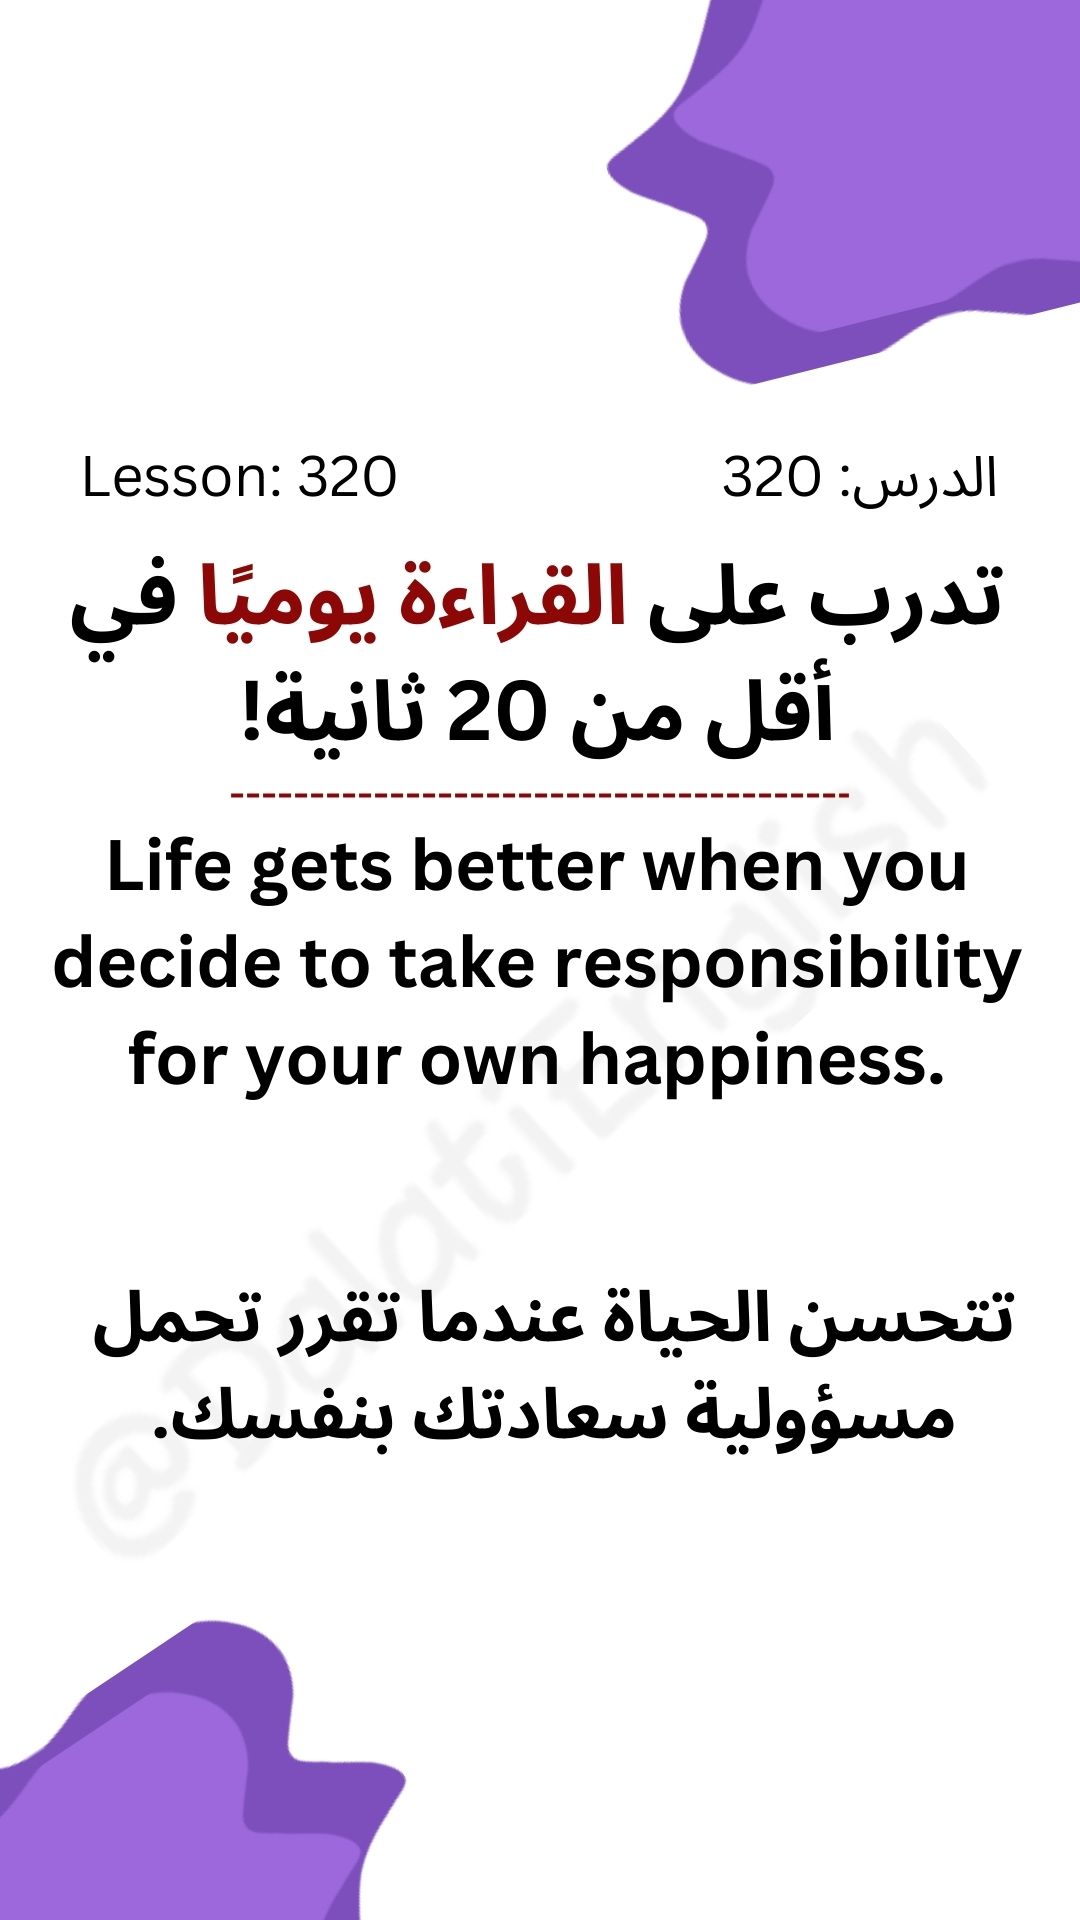 Lesson: 320
الدرس: 320
تدرب على القراءة يوميًا في
أقل من 20 ثانية!
--------------------------------------
Life gets better when you
decide to take responsibility
for your own happiness.
تتحسن الحياة عندما تقرر تحمل
مسؤولية سعادتك بنفسك.
@DalatiEnglish